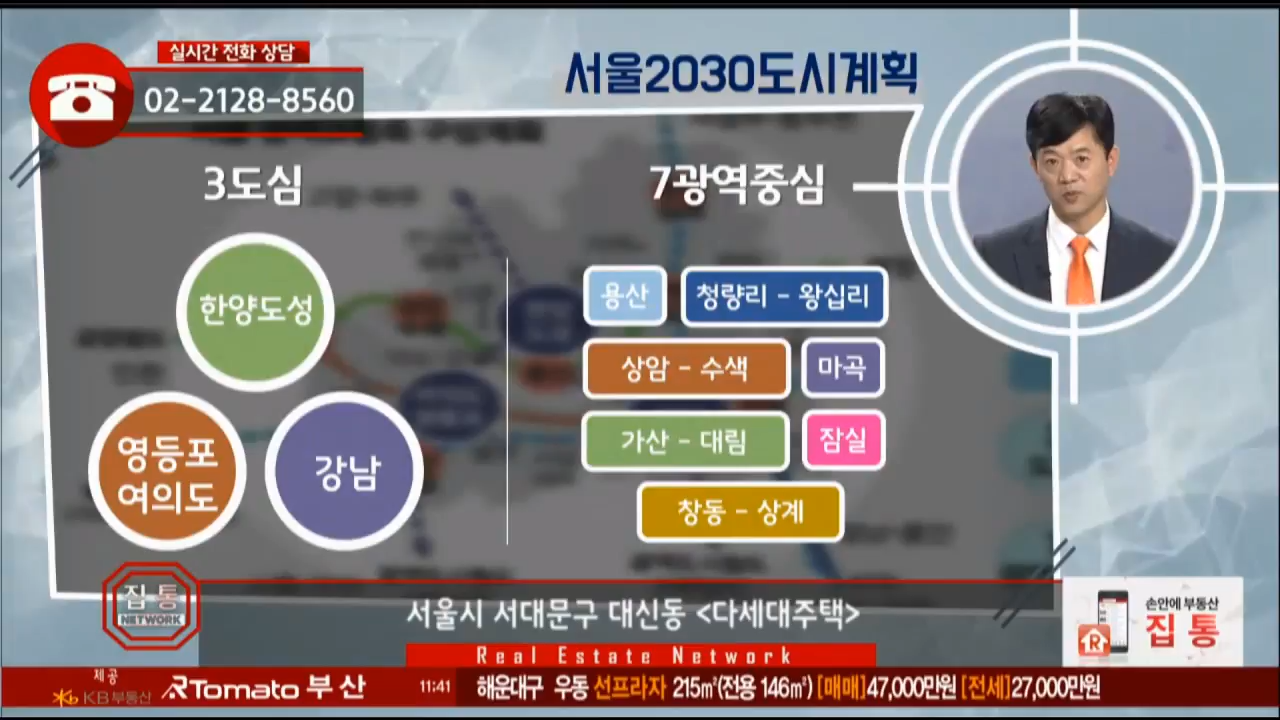 실시간 전화 상담
02-2128-8560
서울2030도시계획
3도심
한양도성
영등포
여의도
강남
7광역중심
용산
청량리 - 왕십리
상암 - 수색
마곡
가산 - 대림
잠실
창동 - 상계
집통
NETWORK
서울시 서대문구 대신동 <다세대주택>
손안에 부동산
집통
Real Estate Network
제공
KB부동산
RTomato 부산
11:41
해운대구 우동 선프라자 215㎡(전용 146㎡) [매매]47,000만원 [전세]27,000만원